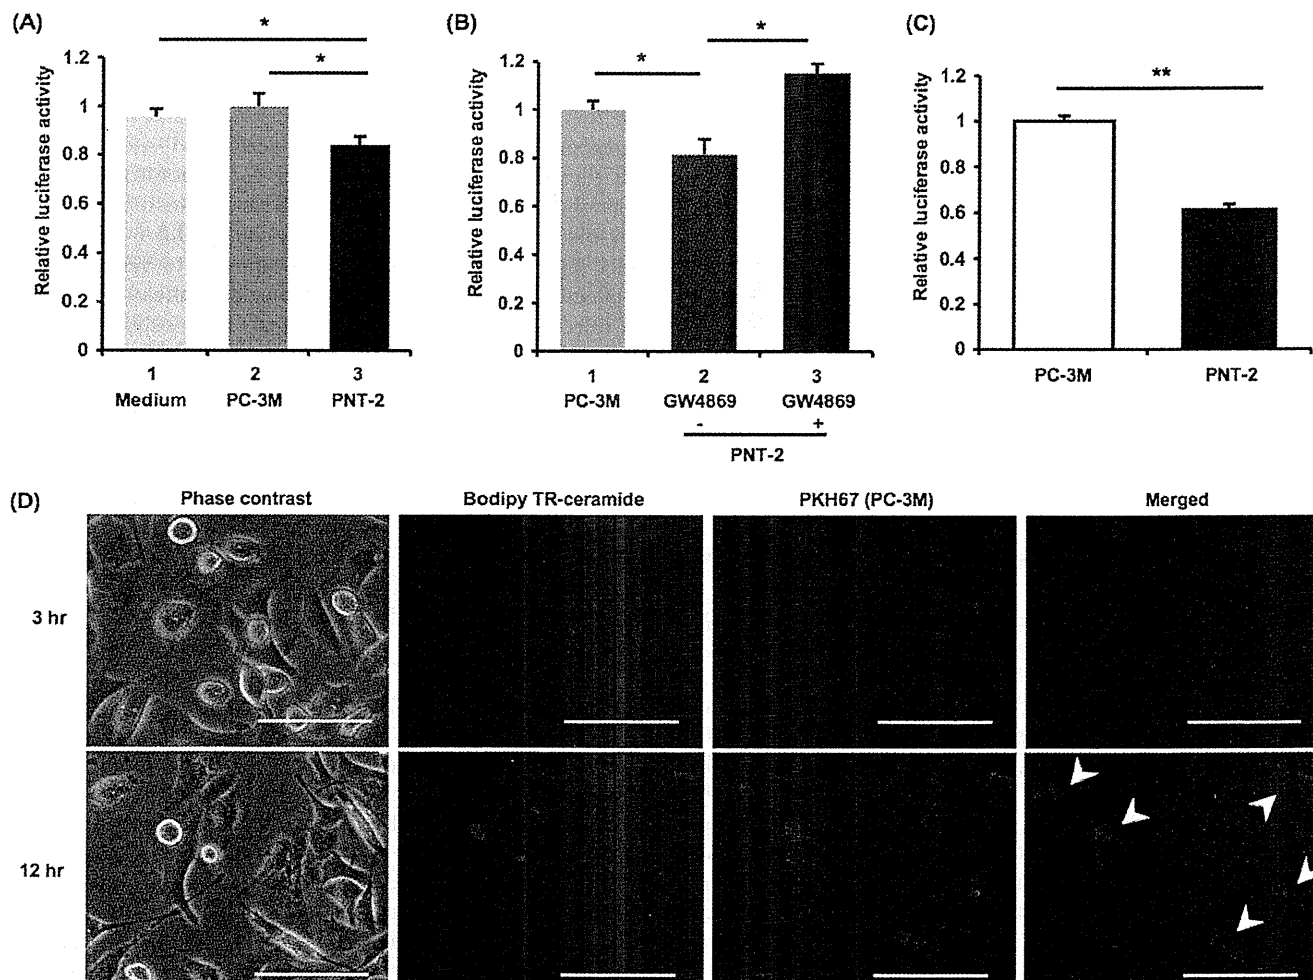 (A)
*
*
Relative luciferase activity
1.2
1
0.8
0.6
0.4
0.2
0
1 2 3
Medium PC-3M PNT-2
(B)
*
*
Relative luciferase activity
1.2
1
0.8
0.6
0.4
0.2
0
1 2 3
PC-3M GW4869 GW4869
- +
PNT-2
(C)
**
Relative luciferase activity
1.2
1
0.8
0.6
0.4
0.2
0
PC-3M PNT-2
(D)
Phase contrast Bodipy TR-ceramide PKH67 (PC-3M) Merged
3 hr
12 hr